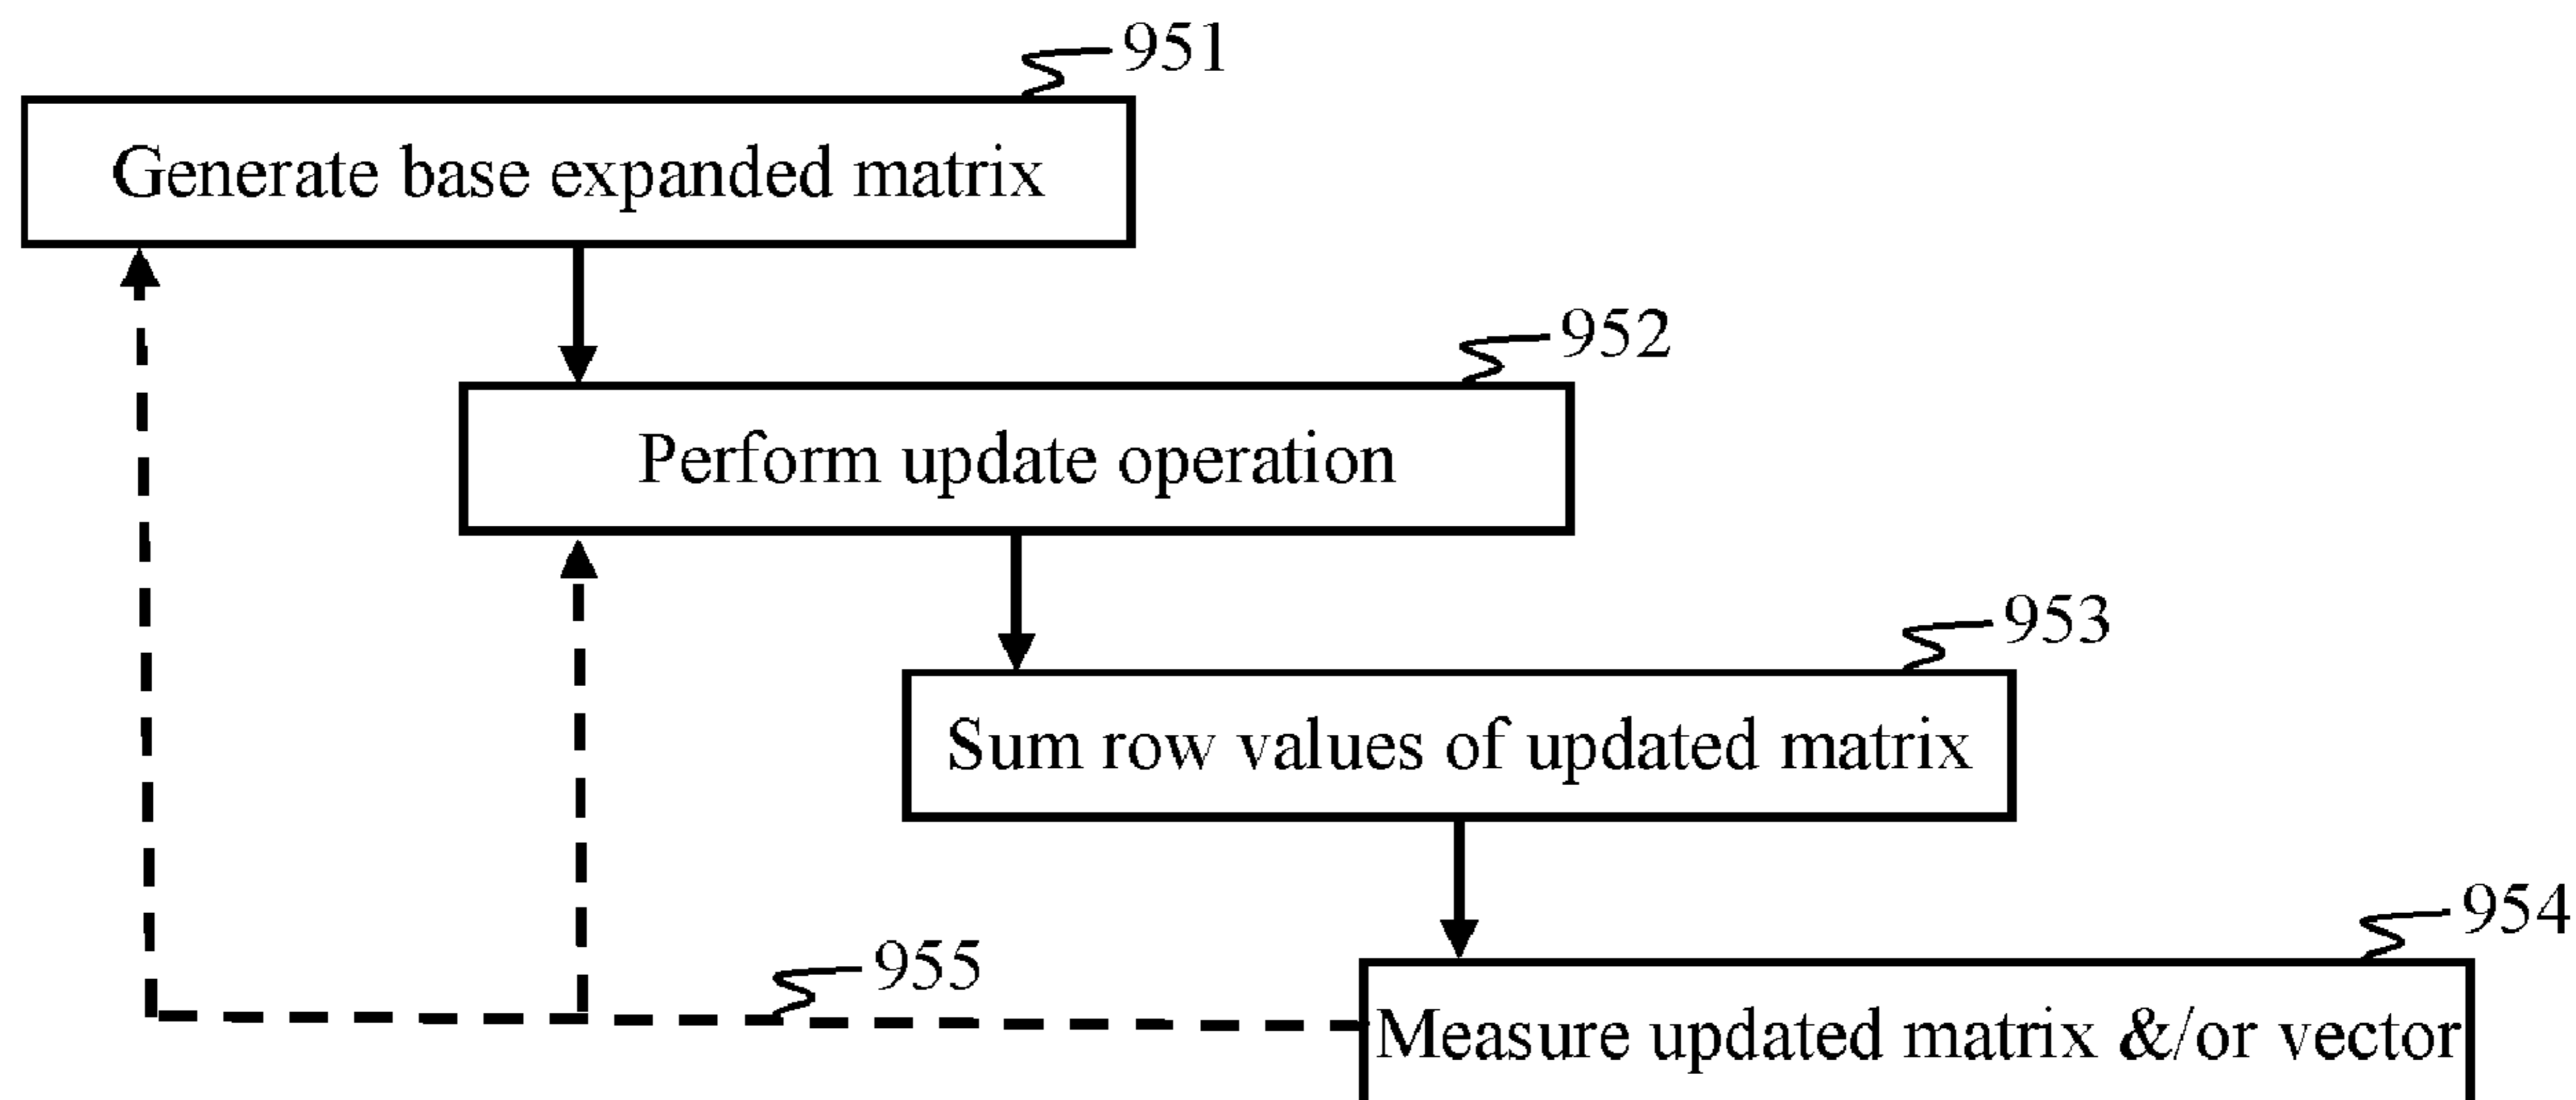 951
Generate base expanded matrix
952
Perform update operation
953
Sum row values of updated matrix
954
955
Measure updated matrix &/or vector